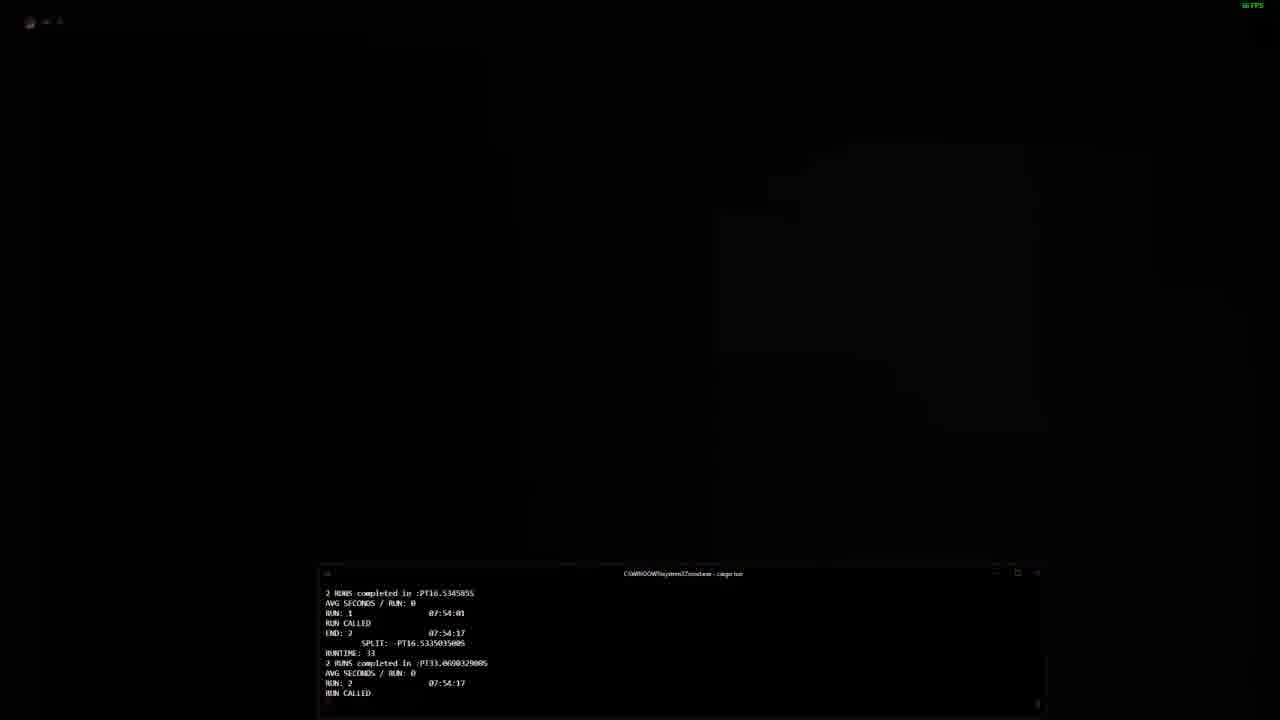 FPS
C:\WINDOWS\system32\cmd.exe - cargo run
2 RUNS completed in :PT16.534585S
AVG SECONDS / RUN: 0
RUN: 1 07:54:01
RUN CALLED
END: 2 07:54:17
SPLIT: -PT16.533503500S
RUNTIME: 33
2 RUNS completed in :PT33.069032900S
AVG SECONDS / RUN: 0
RUN: 2 07:54:17
RUN CALLED